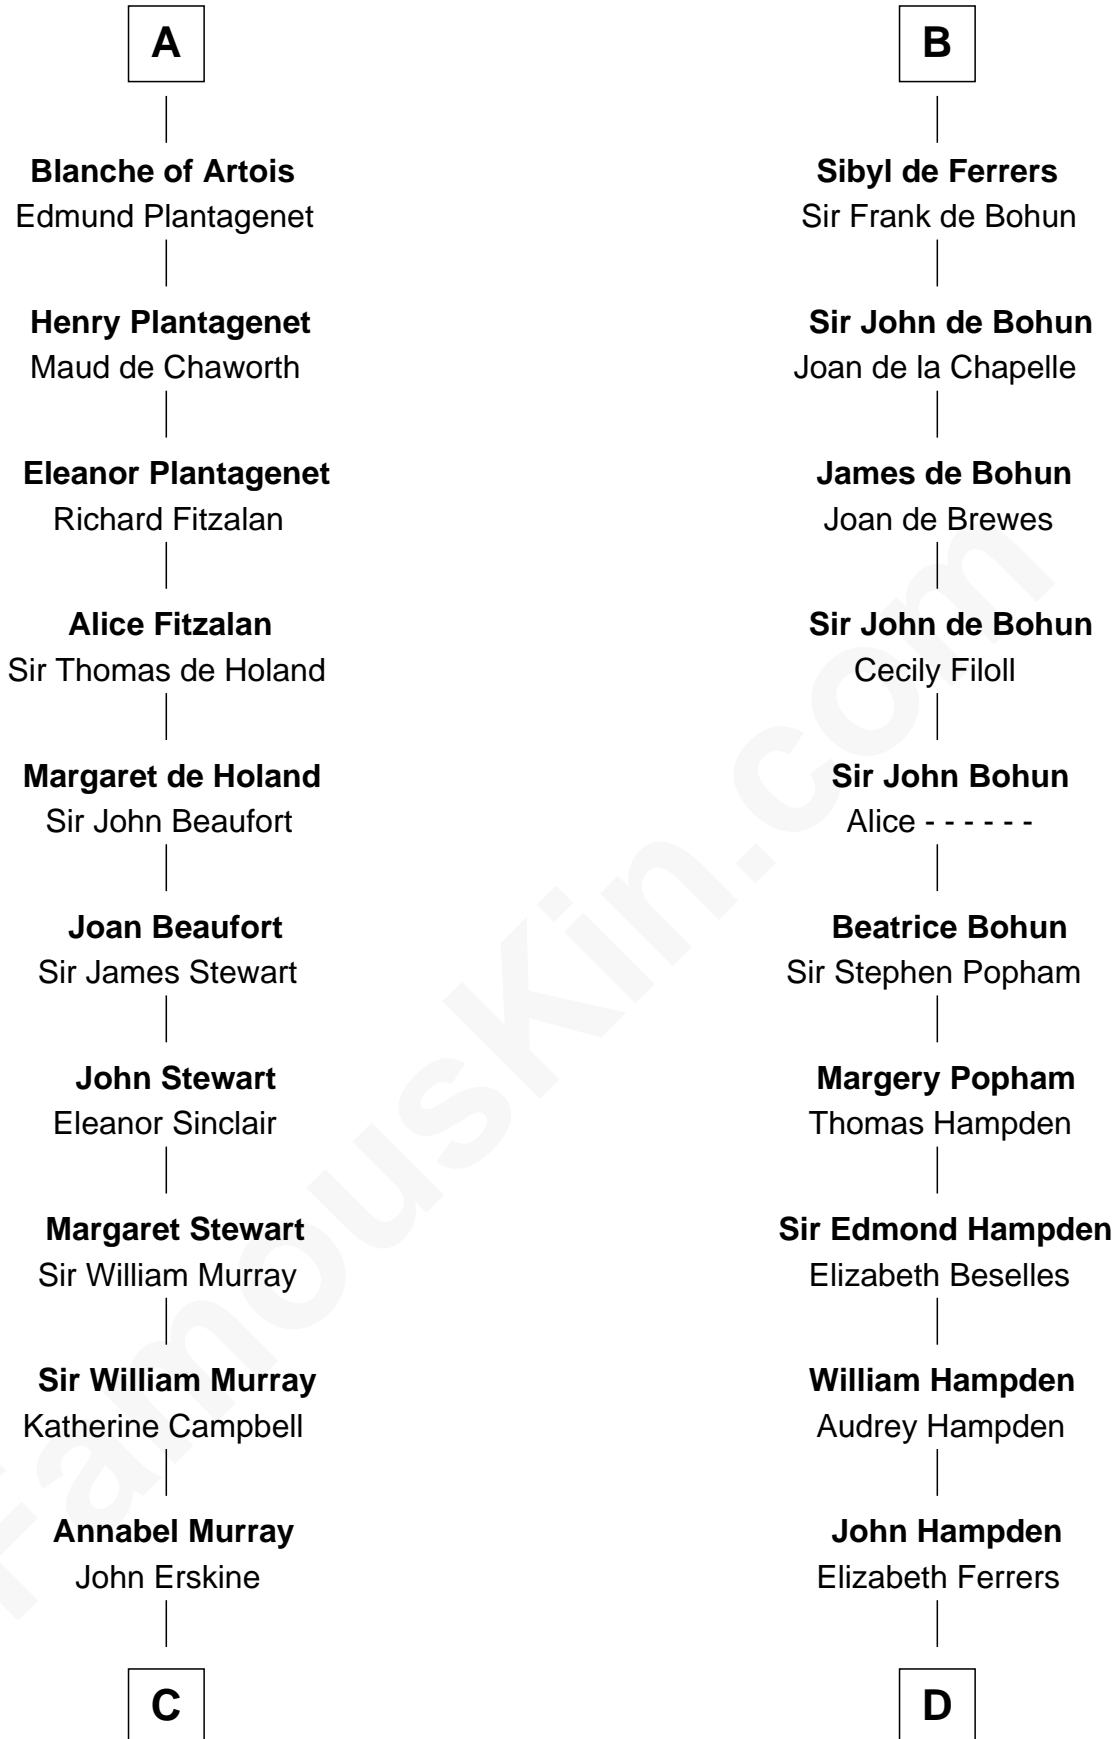 A
Blanche of Artois
Edmund Plantagenet
Henry Plantagenet
Maud de Chaworth
Eleanor Plantagenet
Richard Fitzalan
Alice Fitzalan
Sir Thomas de Holand
Margaret de Holand
Sir John Beaufort
Joan Beaufort
Sir James Stewart
John Stewart
Eleanor Sinclair
Margaret Stewart
Sir William Murray
Sir William Murray
Katherine Campbell
Annabel Murray
John Erskine
C
B
Sibyl de Ferrers
Sir Frank de Bohun
Sir John de Bohun
Joan de la Chapelle
James de Bohun
Joan de Brewes
Sir John de Bohun
Cecily Filoll
Sir John Bohun
Alice - - - - - -
Beatrice Bohun
Sir Stephen Popham
Margery Popham
Thomas Hampden
Sir Edmond Hampden
Elizabeth Beselles
William Hampden
Audrey Hampden
John Hampden
Elizabeth Ferrers
D
FamousKin.com